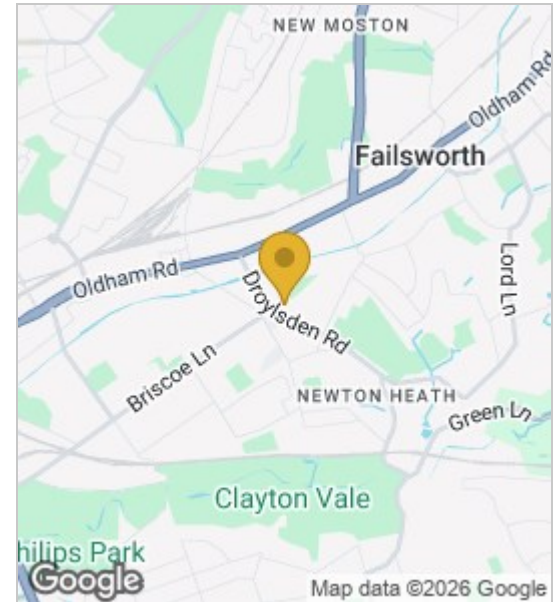 NEW MOSTON
Oldham Rd
Failsworth
Lord Ln
Oldham Rd
Droylsden Rd
Briscoe Ln
NEWTON HEATH
Green Ln
Clayton Vale
hilips Park
Google
Map data ©2026 Google